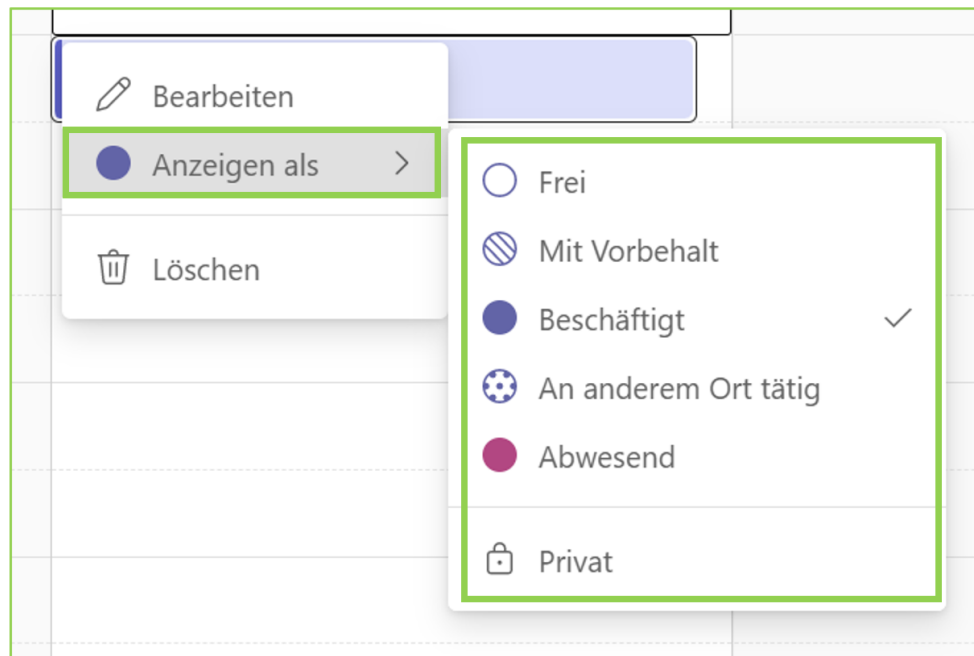 Bearbeiten
Anzeigen als
Löschen
Frei
Mit Vorbehalt
Beschäftigt
An anderem Ort tätig
Abwesend
Privat